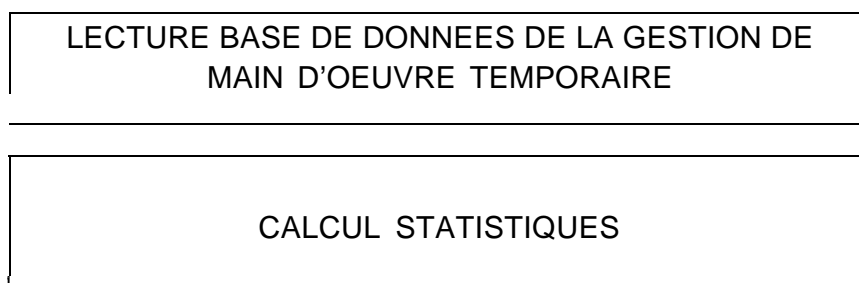 LECTURE BASE DE DONNEES DE LA GESTION DE
MAIN D'OEUVRE TEMPORAIRE
CALCUL STATISTIQUES